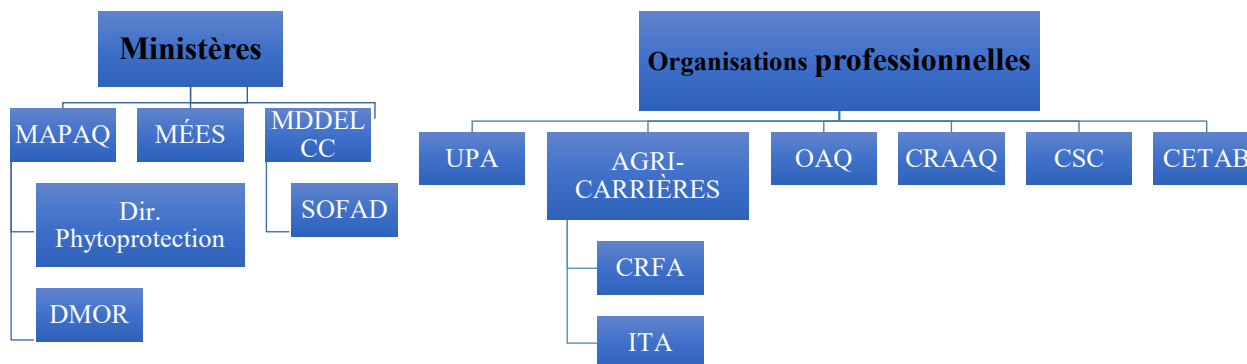 Ministères
MAPAQ
MÉES
MDDEL
CC
Dir.
Phytoprotection
SOFAD
DMOR
Organisations professionnelles
UPA
AGRI-
CARRIÈRES
OAQ
CRAAQ
CSC
CETAB
CRFA
ITA